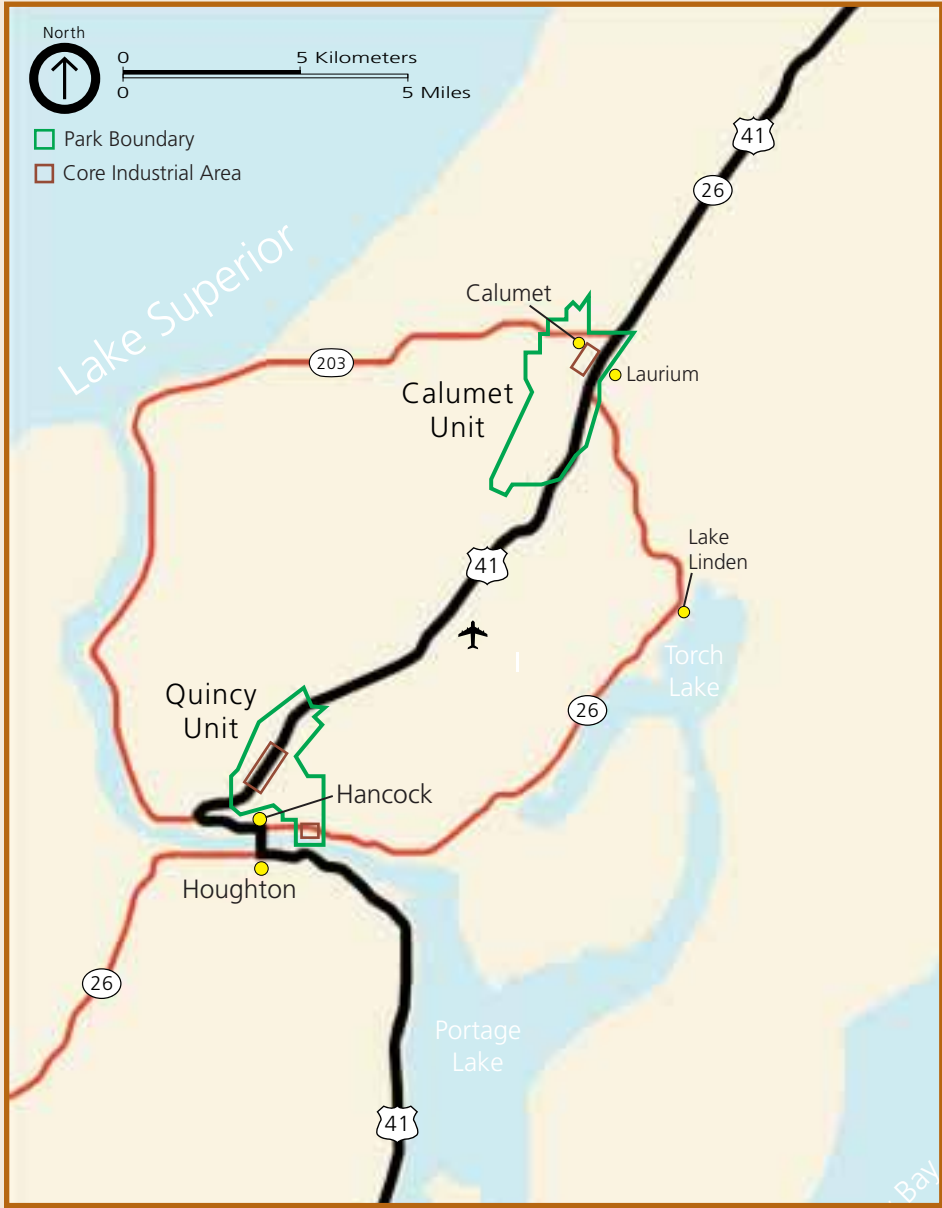 North
0
5 Kilometers
0
5 Miles
Park Boundary
Core Industrial Area
41
26
Lake Superior
Calumet
203
Laurium
Calumet
Unit
Lake
Linden
41
Torch
Lake
Quincy
Unit
26
Hancock
Houghton
26
Portage
Lake
41
Bay